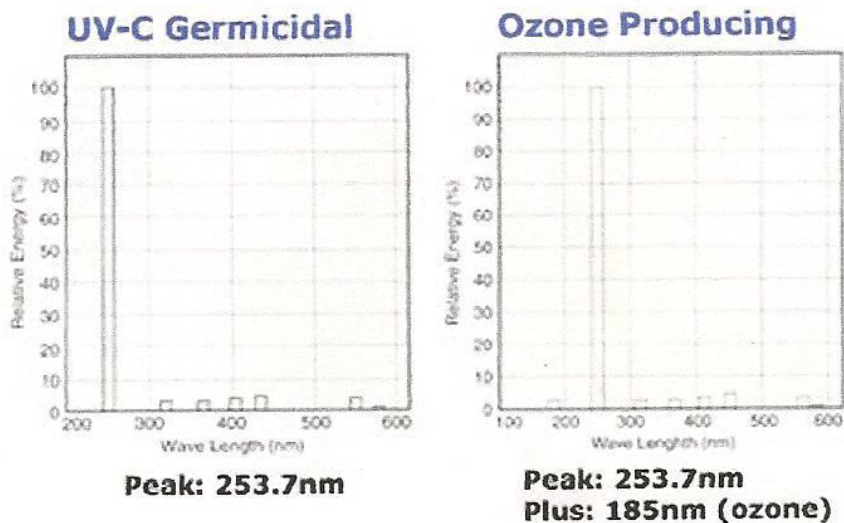 UV-C Germicidal
100
90
80
70
60
50
40
30
20
10
0
Relative Energy (%)
200 300 400 500 600
Wave Length (nm)
Peak: 253.7nm
Ozone Producing
100
90
80
70
60
50
40
30
20
10
0
Relative Energy (%)
100 200 300 400 500 600
Wave Lenghth (nm)
Peak: 253.7nm
Plus: 185nm (ozone)